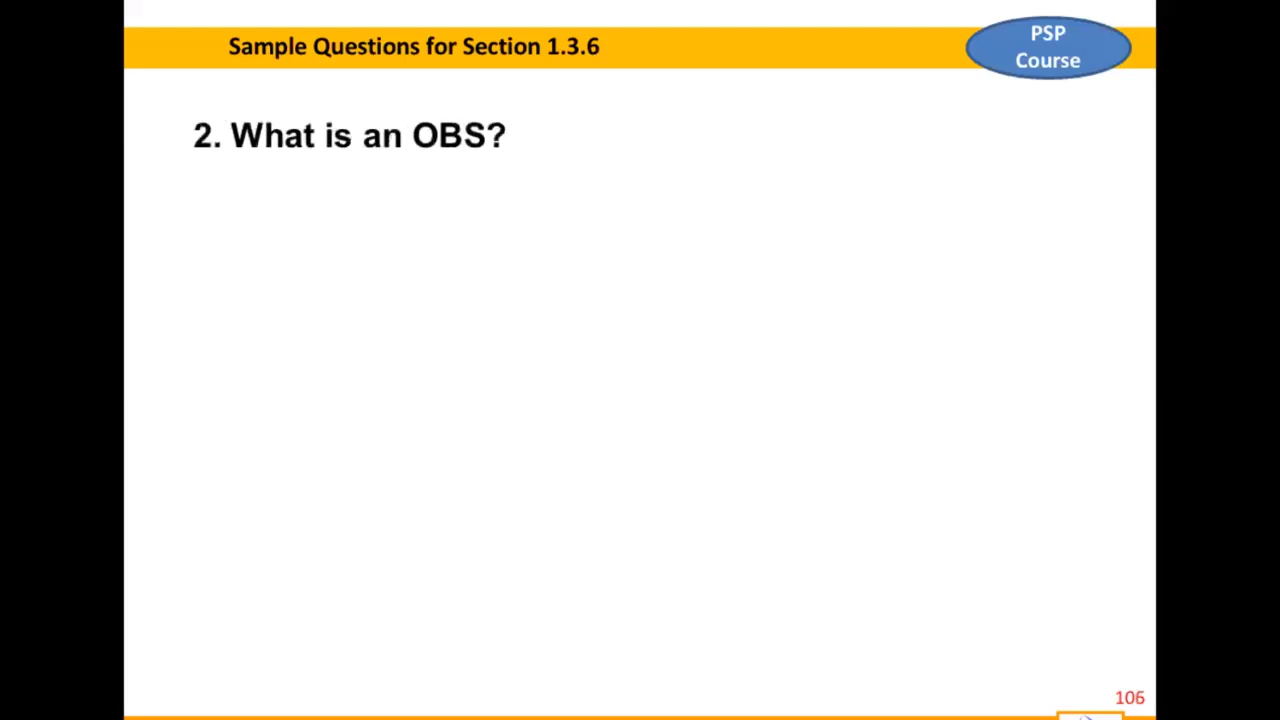 Sample Questions for Section 1.3.6
PSP
Course
2. What is an OBS?
106